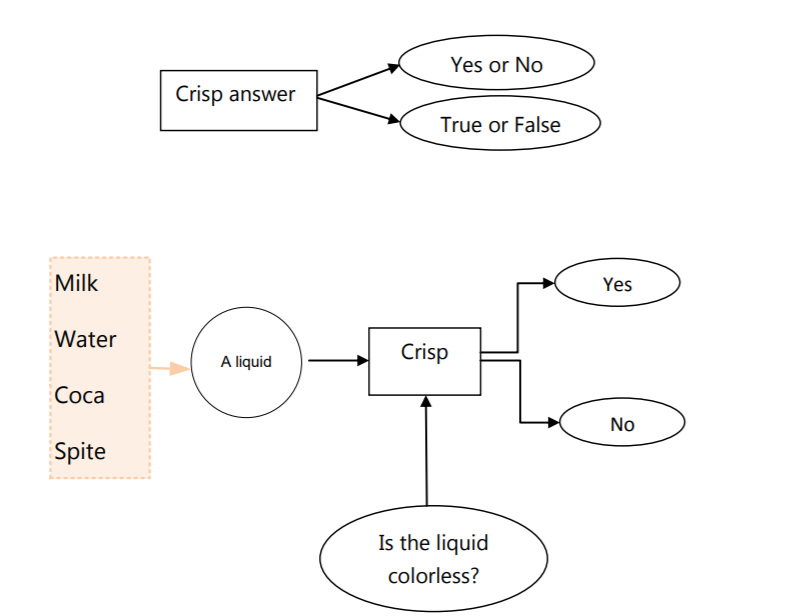 Crisp answer
Yes or No
True or False
Milk
Water
Coca
Spite
A liquid
Crisp
Yes
No
Is the liquid
colorless?